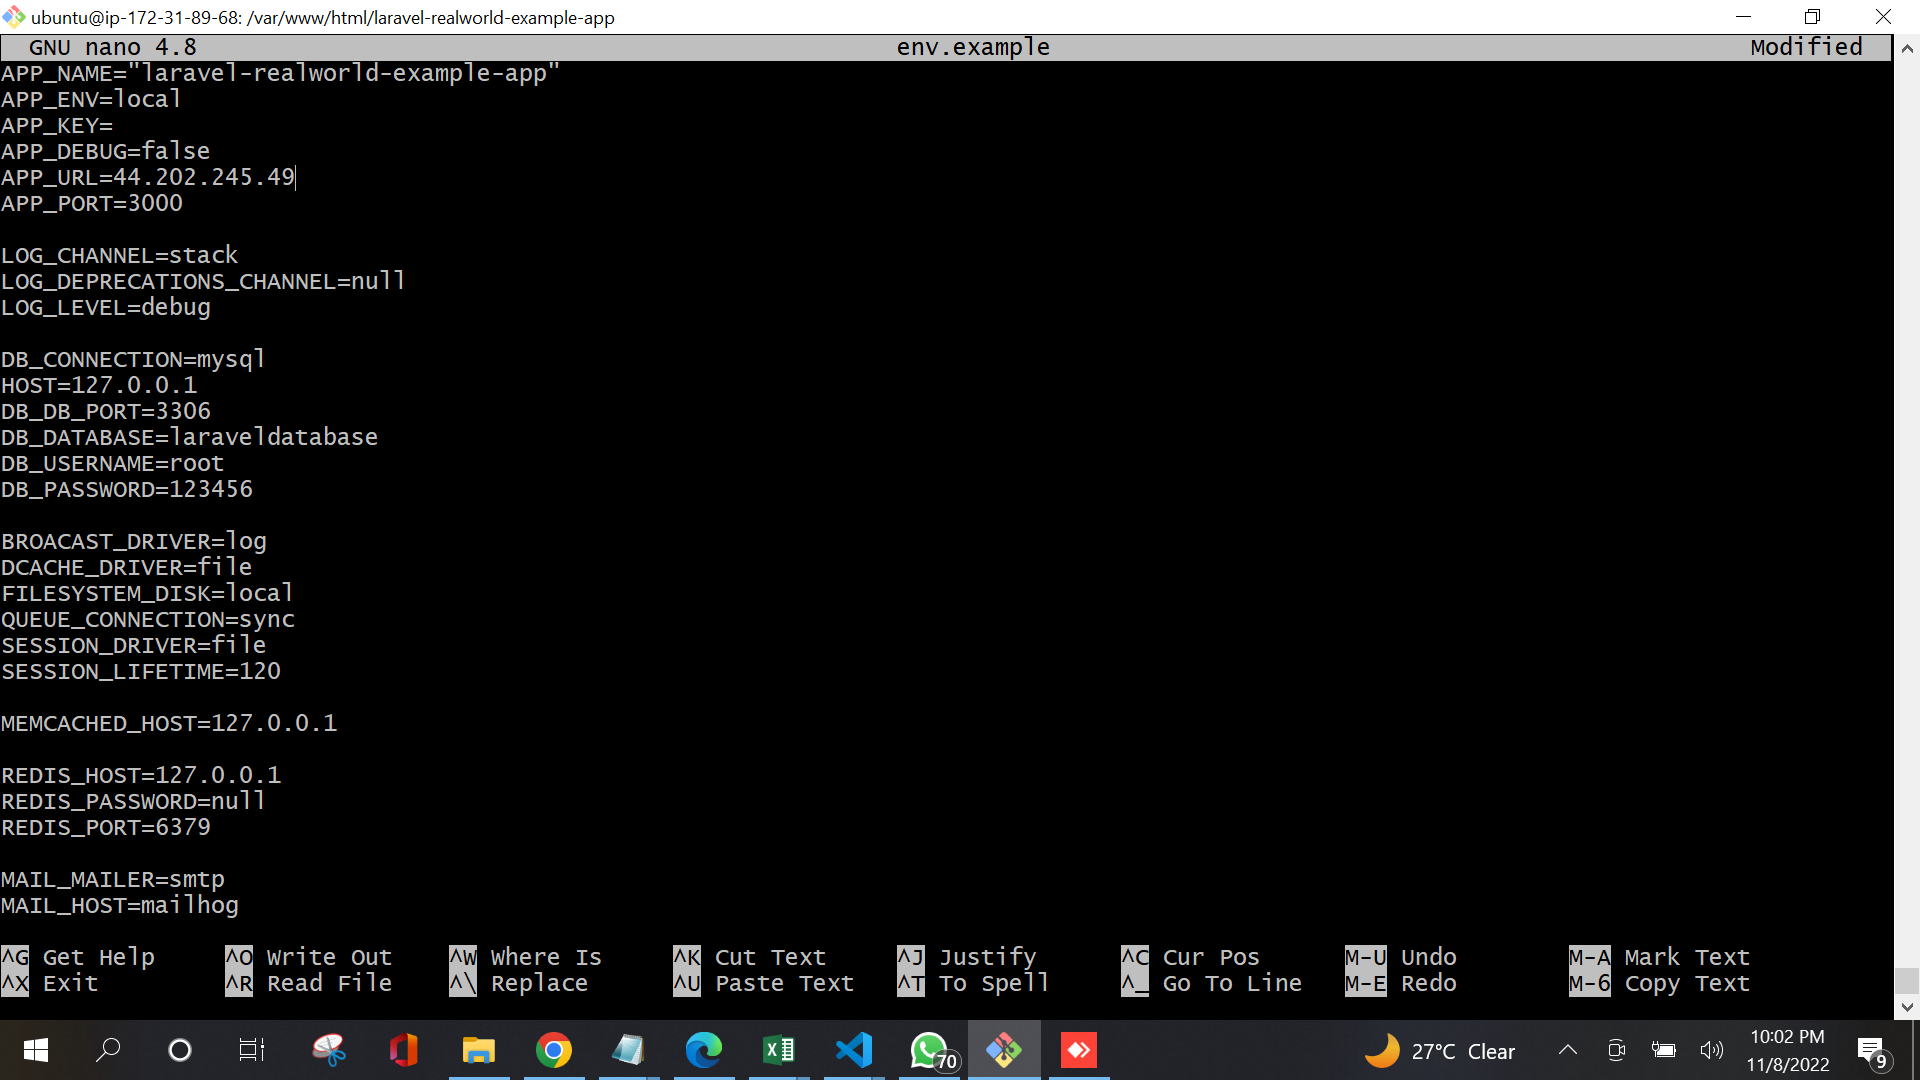 ubuntu@ip-172-31-89-68: /var/www/html/laravel-realworld-example-app
GNU nano 4.8 env.example Modified
APP_NAME="laravel-realworld-example-app"
APP_ENV=local
APP_KEY=
APP_DEBUG=false
APP_URL=44.202.245.49
APP_PORT=3000
LOG_CHANNEL=stack
LOG_DEPRECATIONS_CHANNEL=null
LOG_LEVEL=debug
DB_CONNECTION=mysql
HOST=127.0.0.1
DB_DB_PORT=3306
DB_DATABASE=laraveldatabase
DB_USERNAME=root
DB_PASSWORD=123456
BROACAST_DRIVER=log
DCACHE_DRIVER=file
FILESYSTEM_DISK=local
QUEUE_CONNECTION=sync
SESSION_DRIVER=file
SESSION_LIFETIME=120
MEMCACHED_HOST=127.0.0.1
REDIS_HOST=127.0.0.1
REDIS_PASSWORD=null
REDIS_PORT=6379
MAIL_MAILER=smtp
MAIL_HOST=mailhog
^G Get Help ^O Write Out ^W Where Is ^K Cut Text ^J Justify ^C Cur Pos M-U Undo M-A Mark Text
^X Exit ^R Read File ^\ Replace ^U Paste Text ^T To Spell ^_ Go To Line M-E Redo M-6 Copy Text
70
27°C Clear
10:02 PM
11/8/2022
9